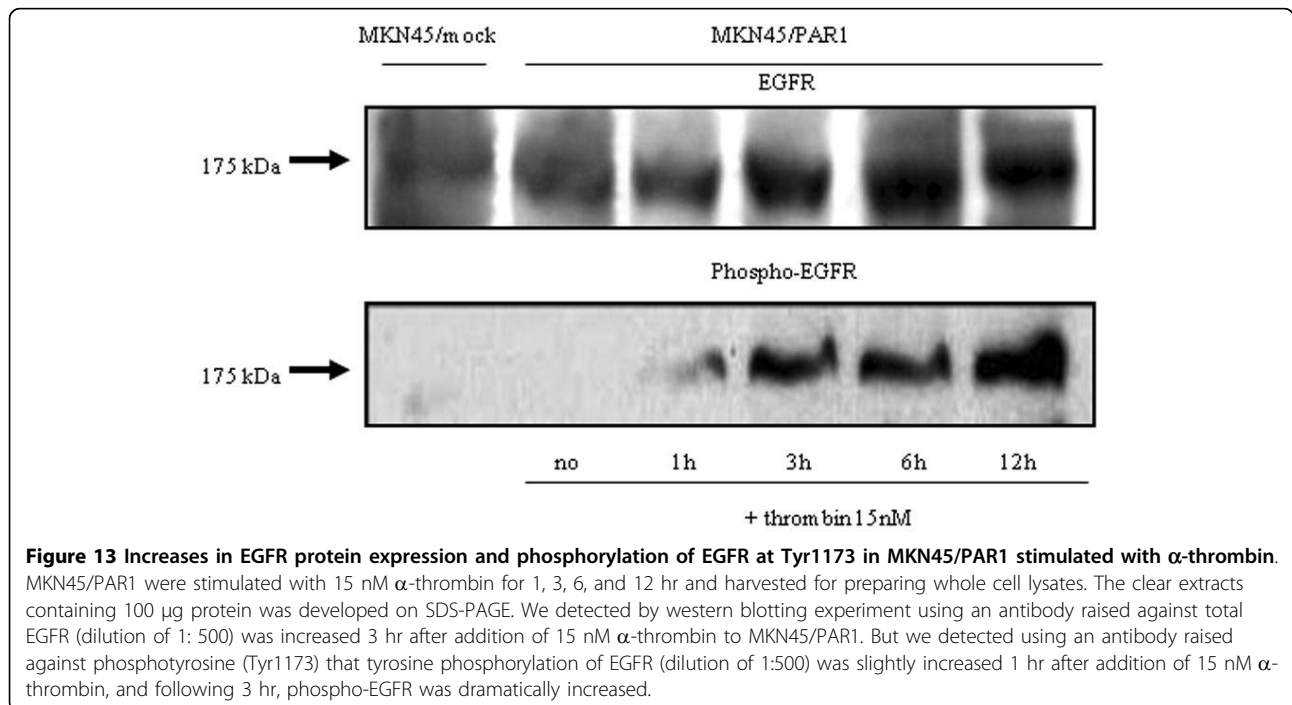 MKN45/mock MKN45/PAR1
EGFR
175 kDa
Phospho-EGFR
175 kDa
no 1h 3h 6h 12h
+ thrombin15nM
Figure 13 Increases in EGFR protein expression and phosphorylation of EGFR at Tyr1173 in MKN45/PAR1 stimulated with α-thrombin.
MKN45/PAR1 were stimulated with 15 nM α-thrombin for 1, 3, 6, and 12 hr and harvested for preparing whole cell lysates. The clear extracts
containing 100 μg protein was developed on SDS-PAGE. We detected by western blotting experiment using an antibody raised against total
EGFR (dilution of 1: 500) was increased 3 hr after addition of 15 nM α-thrombin to MKN45/PAR1. But we detected using an antibody raised
against phosphotyrosine (Tyr1173) that tyrosine phosphorylation of EGFR (dilution of 1:500) was slightly increased 1 hr after addition of 15 nM α-
thrombin, and following 3 hr, phospho-EGFR was dramatically increased.